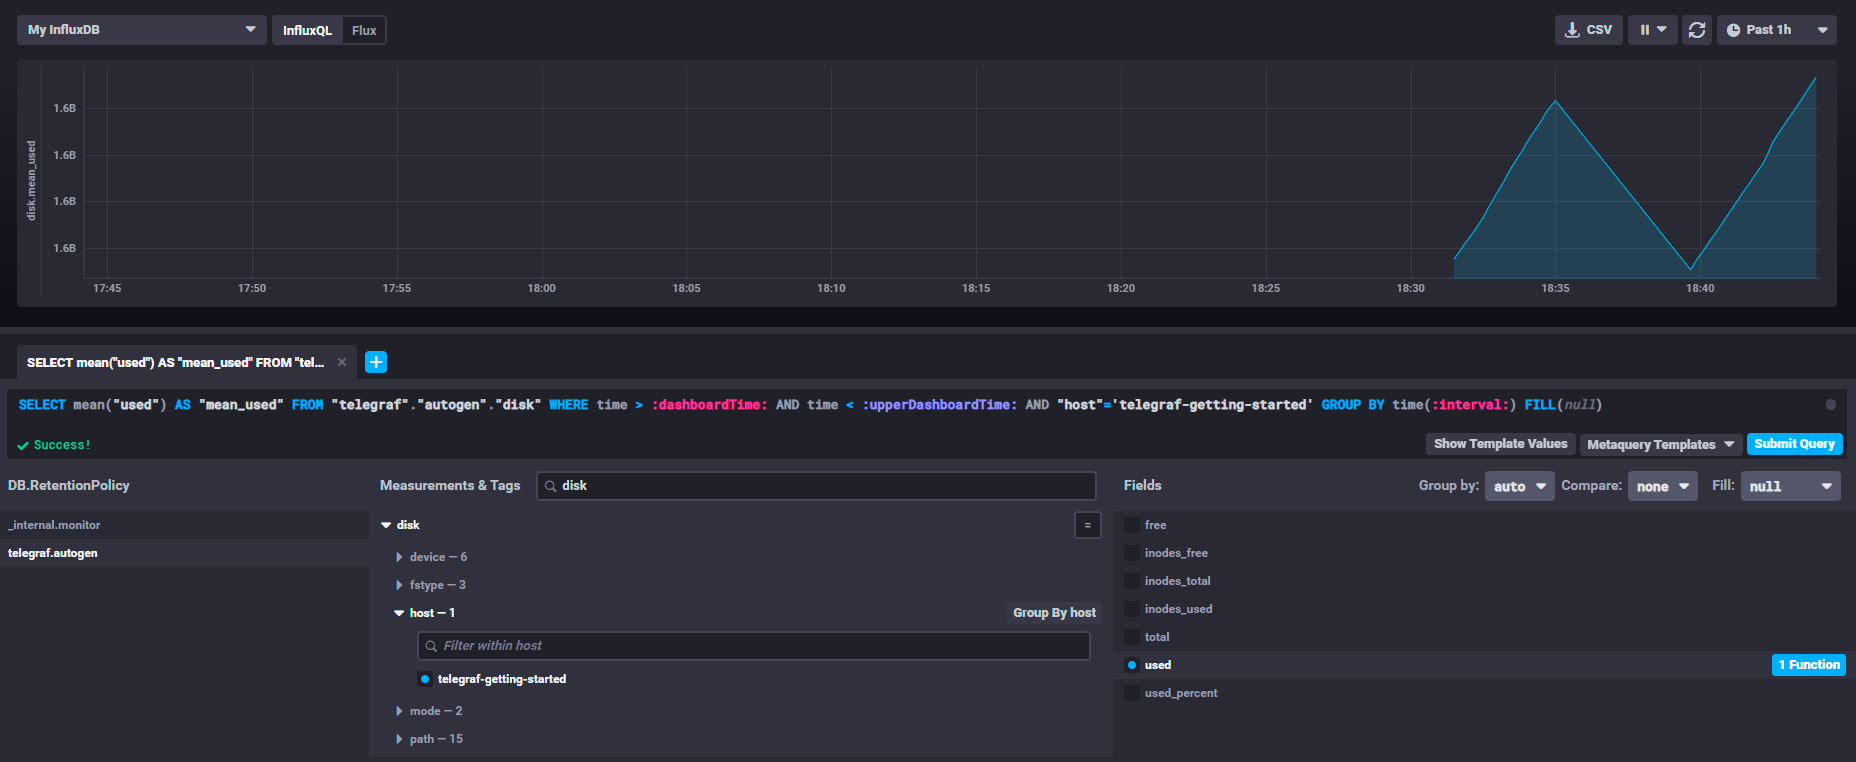 My InfluxDB InfluxQL Flux CSV Past 1h
disk.mean_used
1.6B
1.6B
1.6B
1.6B
17:45 17:50 17:55 18:00 18:05 18:10 18:15 18:20 18:25 18:30 18:35 18:40
SELECT mean("used") AS "mean_used" FROM "tel... × +
SELECT mean("used") AS "mean_used" FROM "telegraf"."autogen"."disk" WHERE time > :dashboardTime: AND time < :upperDashboardTime: AND "host"='telegraf-getting-started' GROUP BY time(:interval:) FILL(null)
Success! Show Template Values Metaquery Templates Submit Query
DB.RetentionPolicy Measurements & Tags disk Fields Group by: auto Compare: none Fill: null
_internal.monitor disk = free
telegraf.autogen inodes_free
device — 6
inodes_total
fstype — 3
inodes_used
host — 1 Group By host
total
Filter within host
used 1 Function
telegraf-getting-started
used_percent
mode — 2
path — 15